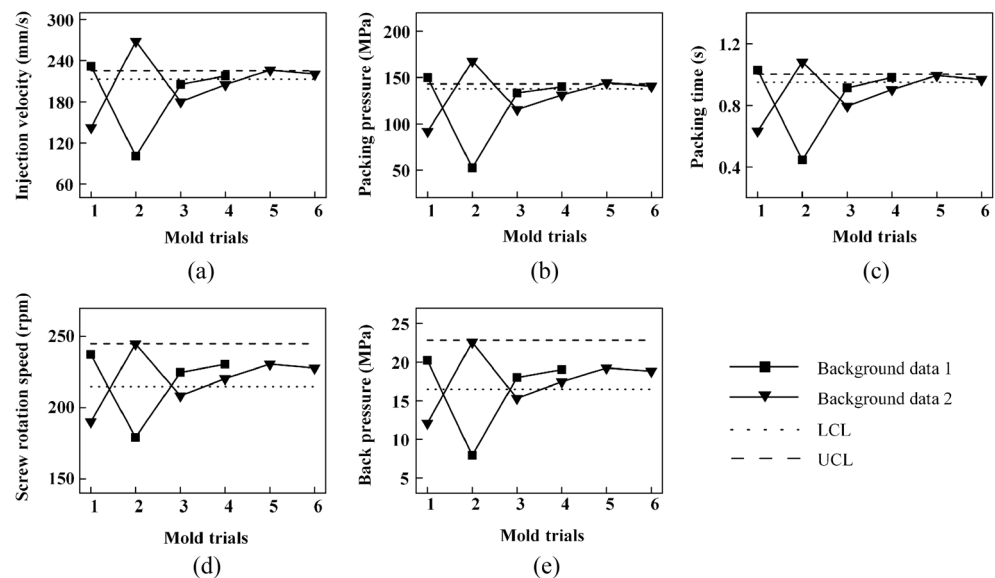 Injection velocity (mm/s)
300
240
180
120
60
1 2 3 4 5 6
Mold trials
(a)
Packing pressure (MPa)
200
150
100
50
1 2 3 4 5 6
Mold trials
(b)
Packing time (s)
1.2
0.8
0.4
1 2 3 4 5 6
Mold trials
(c)
Screw rotation speed (rpm)
250
200
150
1 2 3 4 5 6
Mold trials
(d)
Back pressure (MPa)
25
20
15
10
5
1 2 3 4 5 6
Mold trials
(e)
Background data 1
Background data 2
LCL
UCL